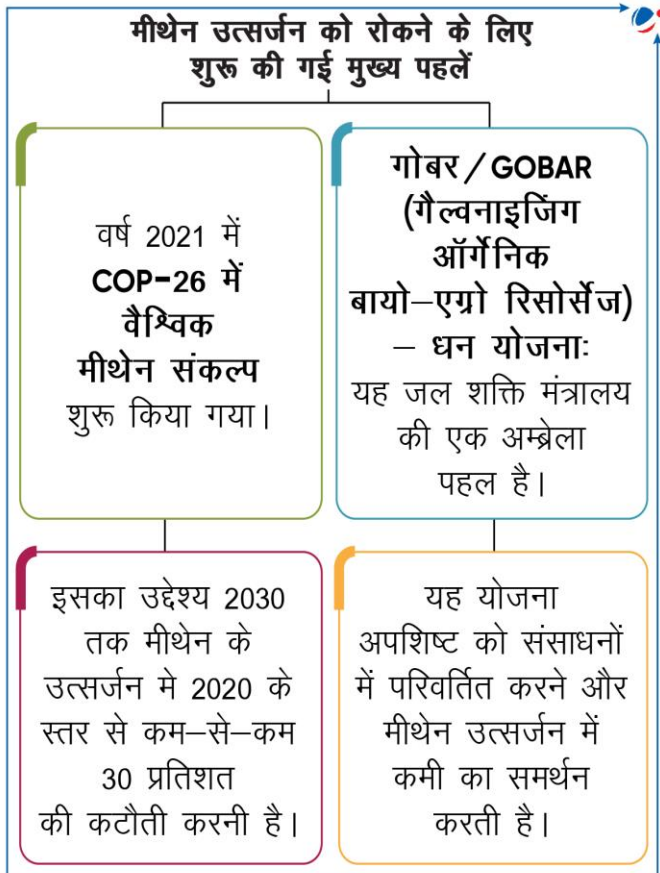 मीथेन उत्सर्जन को रोकने के लिए
शुरू की गई मुख्य पहलें
वर्ष 2021 में
COP-26 में
वैश्विक
मीथेन संकल्प
शुरू किया गया।
गोबर/GOBAR
(गैल्वनाइजिंग
ऑर्गेनिक
बायो–एग्रो रिसोर्सेज)
– धन योजनाः
यह जल शक्ति मंत्रालय
की एक अम्ब्रेला
पहल है।
इसका उद्देश्य 2030
तक मीथेन के
उत्सर्जन मे 2020 के
स्तर से कम–से–कम
30 प्रतिशत
की कटौती करनी है।
यह योजना
अपशिष्ट को संसाधनों
में परिवर्तित करने और
मीथेन उत्सर्जन में
कमी का समर्थन
करती है।